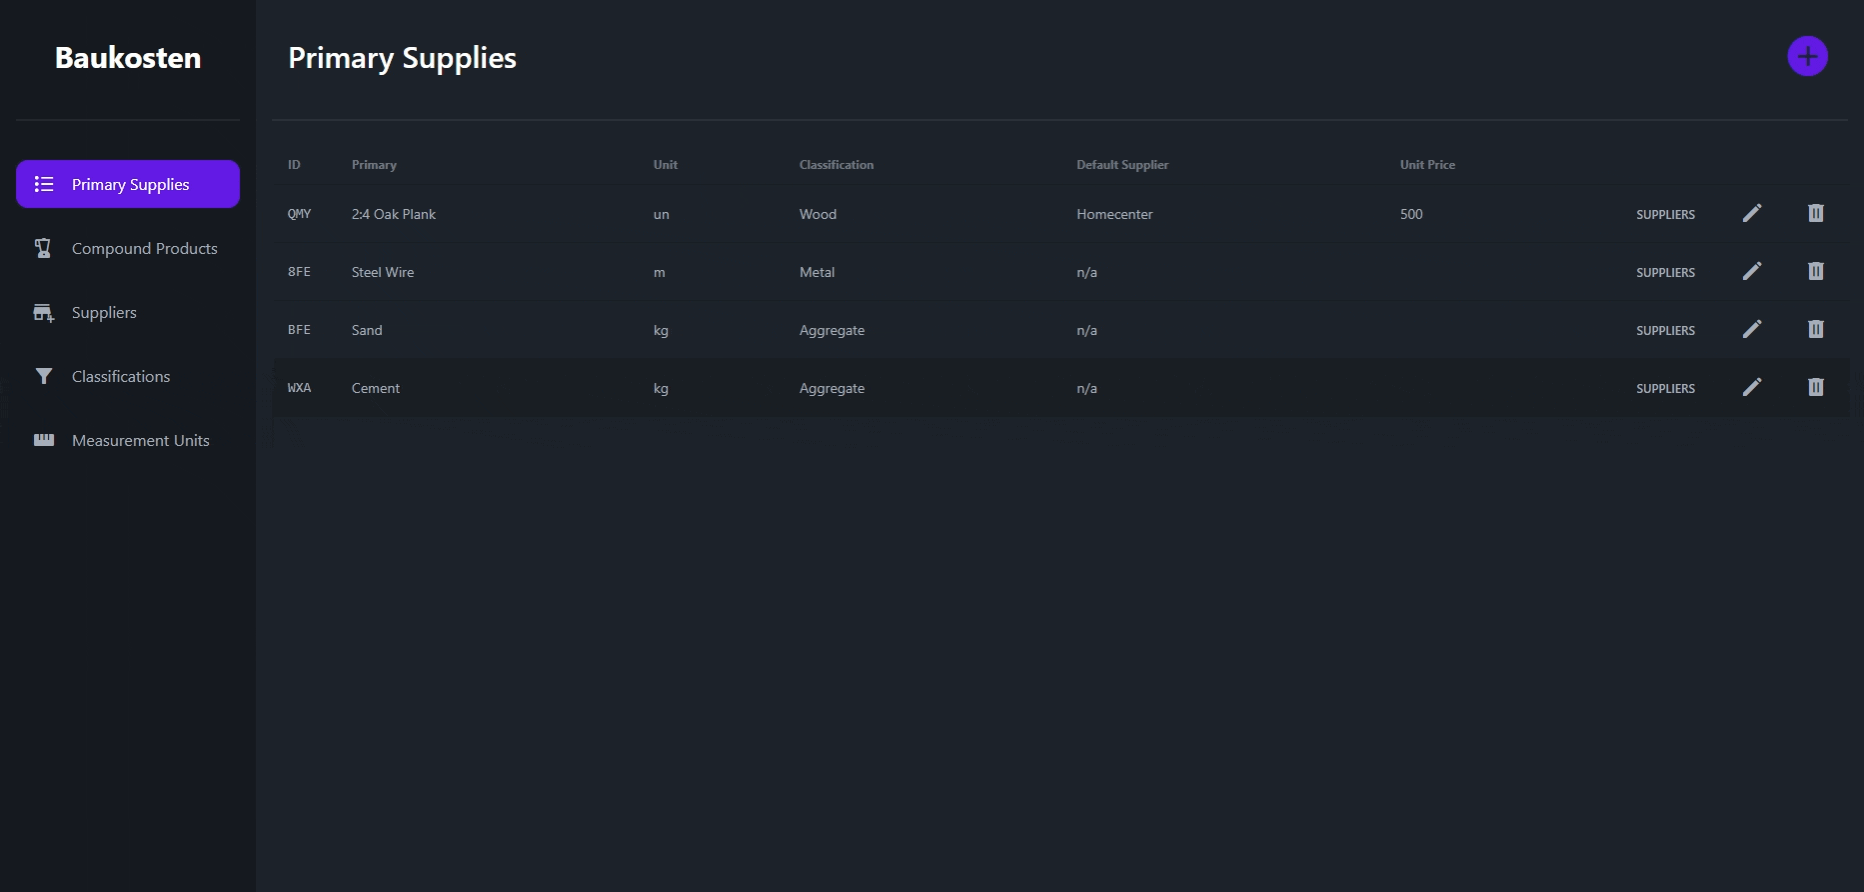 Baukosten
Primary Supplies
Compound Products
Suppliers
Classifications
Measurement Units
Primary Supplies
ID Primary Unit Classification Default Supplier Unit Price
QMY 2:4 Oak Plank un Wood Homecenter 500 SUPPLIERS
8FE Steel Wire m Metal n/a SUPPLIERS
BFE Sand kg Aggregate n/a SUPPLIERS
WXA Cement kg Aggregate n/a SUPPLIERS